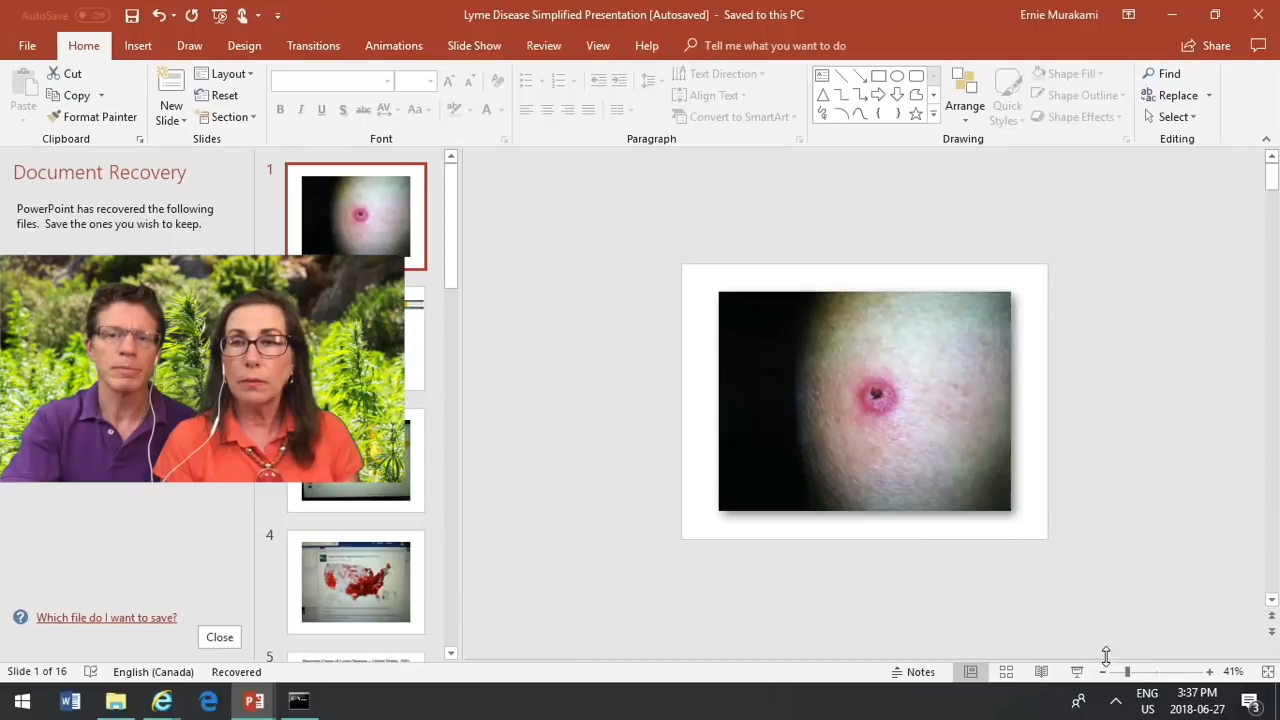 AutoSave Off
Lyme Disease Simplified Presentation [Autosaved] - Saved to this PC
Ernie Murakami
File Home Insert Draw Design Transitions Animations Slide Show Review View Help Tell me what you want to do Share
Paste
Cut
Copy
Format Painter
Clipboard
New Slide
Layout
Reset
Section
Slides
B I U S abc AV Aa A
Font
Text Direction
Align Text
Convert to SmartArt
Paragraph
Arrange
Quick Styles
Shape Fill
Shape Outline
Shape Effects
Drawing
Find
Replace
Select
Editing
Document Recovery
PowerPoint has recovered the following
files. Save the ones you wish to keep.
1
4
5
Which file do I want to save?
Close
Slide 1 of 16 English (Canada) Recovered Notes 41%
ENG
US
3:37 PM
2018-06-27
3